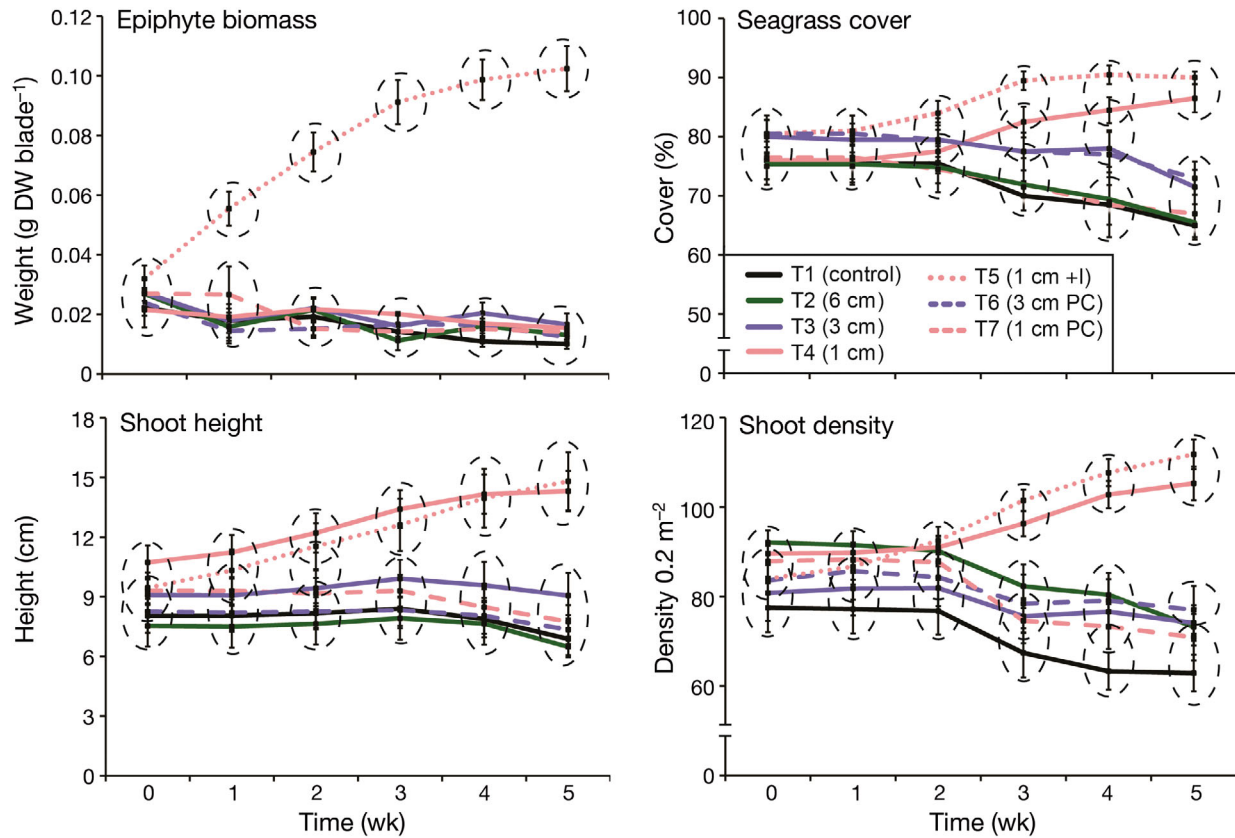 Epiphyte biomass
Weight (g DW blade⁻¹)
0.12
0.10
0.08
0.06
0.04
0.02
0
Seagrass cover
Cover (%)
100
90
80
70
60
50
0
T1 (control)
T2 (6 cm)
T3 (3 cm)
T4 (1 cm)
T5 (1 cm +I)
T6 (3 cm PC)
T7 (1 cm PC)
Shoot height
Height (cm)
18
15
12
9
6
3
0
0 1 2 3 4 5
Time (wk)
Shoot density
Density 0.2 m⁻²
120
100
80
60
0
0 1 2 3 4 5
Time (wk)